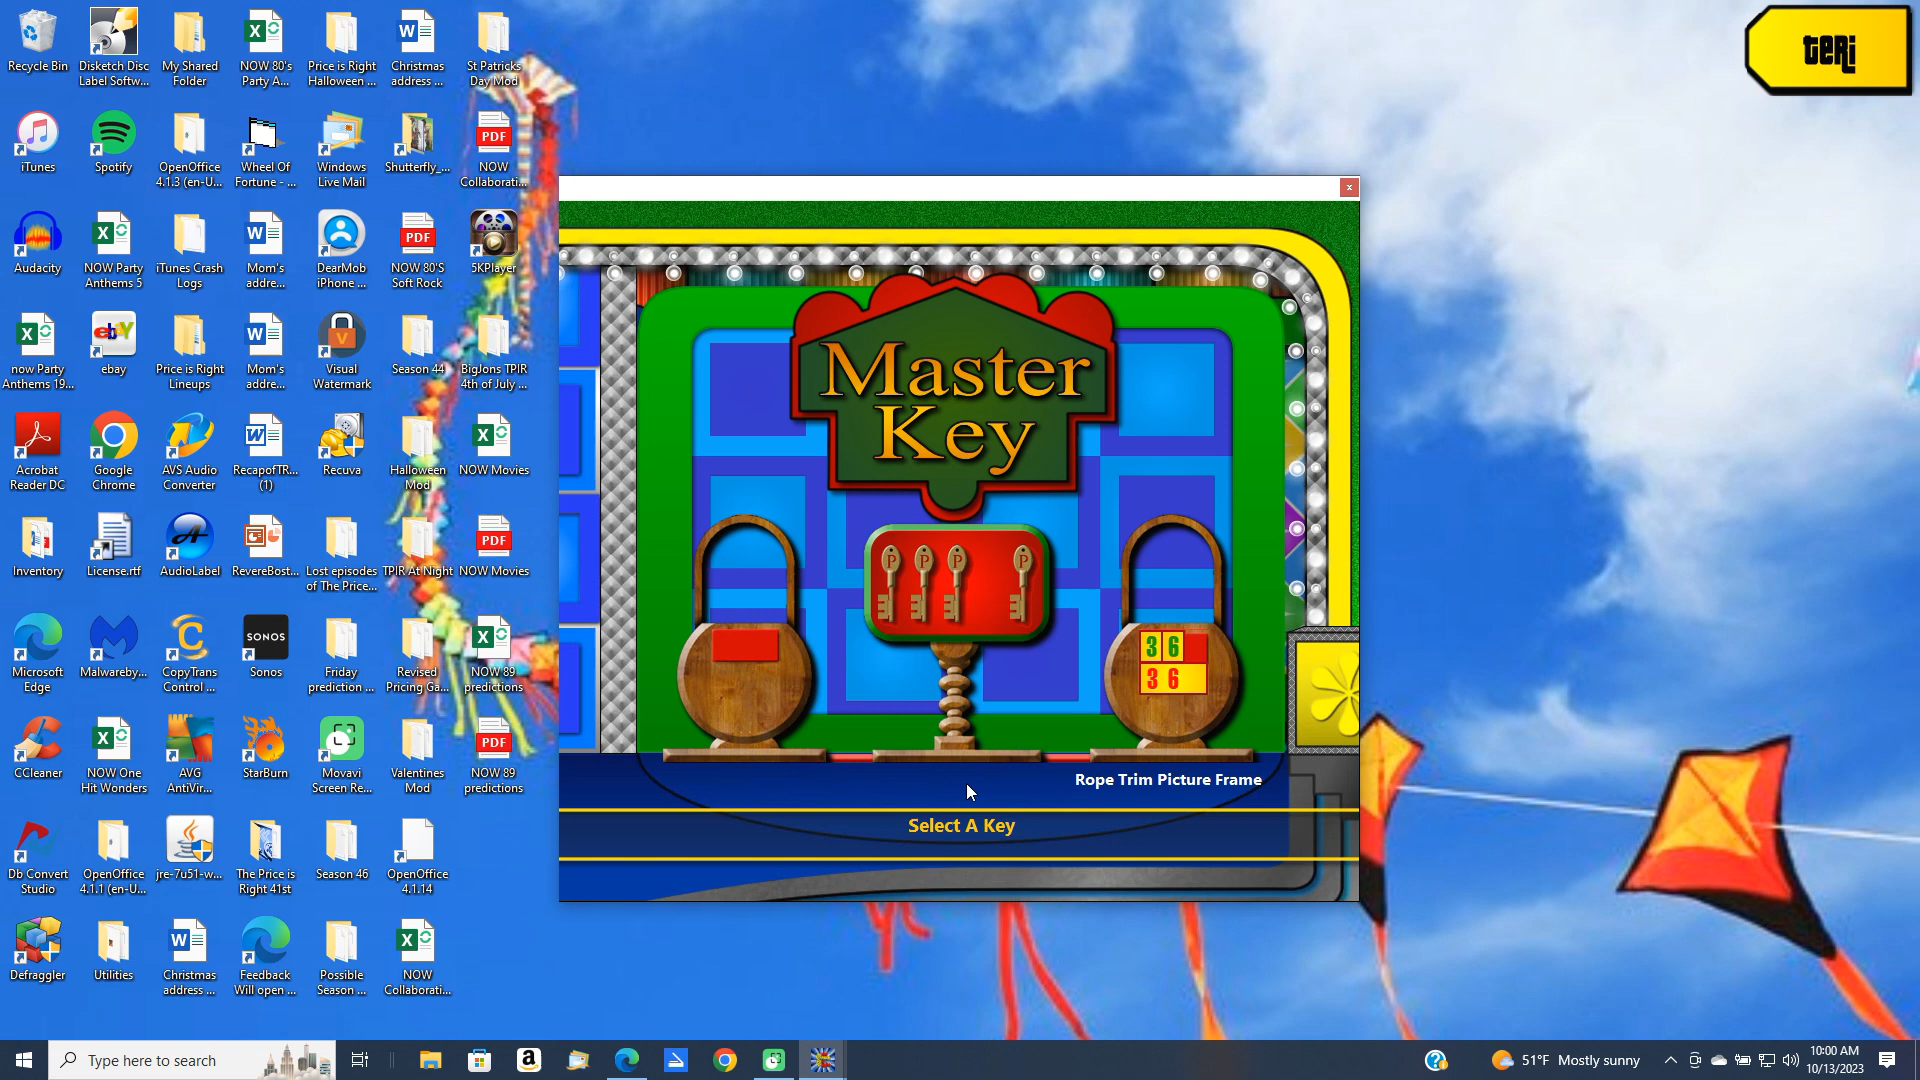 Recycle Bin
Disketch Disc
Label Softw...
My Shared
Folder
NOW 80's
Party A...
Price is Right
Halloween ...
Christmas
address ...
St Patricks
Day Mod
iTunes
Spotify
OpenOffice
4.1.3 (en-U...
Wheel Of
Fortune - ...
Windows
Live Mail
Shutterfly_...
PDF
NOW
Collaborati...
Audacity
NOW Party
Anthems 5
iTunes Crash
Logs
Mom's
addre...
DearMob
iPhone ...
PDF
NOW 80'S
Soft Rock
5KPlayer
now Party
Anthems 19...
ebay
ebay
Price is Right
Lineups
Mom's
addre...
Visual
Watermark
Season 44
BigJons TPIR
4th of July ...
Acrobat
Reader DC
Google
Chrome
AVS Audio
Converter
RecapofTR...
(1)
Recuva
Halloween
Mod
NOW Movies
Inventory
License.rtf
AudioLabel
RevereBost...
Lost episodes
of The Price...
TPIR At Night
PDF
NOW Movies
Microsoft
Edge
Malwareby...
CopyTrans
Control ...
SONOS
Sonos
Friday
prediction ...
Revised
Pricing Ga...
NOW 89
predictions
CCleaner
NOW One
Hit Wonders
AVG
AntiVir...
StarBurn
Movavi
Screen Re...
Valentines
Mod
PDF
NOW 89
predictions
Db Convert
Studio
OpenOffice
4.1.1 (en-U...
jre-7u51-w...
The Price is
Right 41st
Season 46
OpenOffice
4.1.14
Defraggler
Utilities
Christmas
address ...
Feedback
Will open ...
Possible
Season ...
NOW
Collaborati...
TERI
x
Master
Key
P P P P
36
36
Rope Trim Picture Frame
Select A Key
Type here to search
51°F Mostly sunny
10:00 AM
10/13/2023